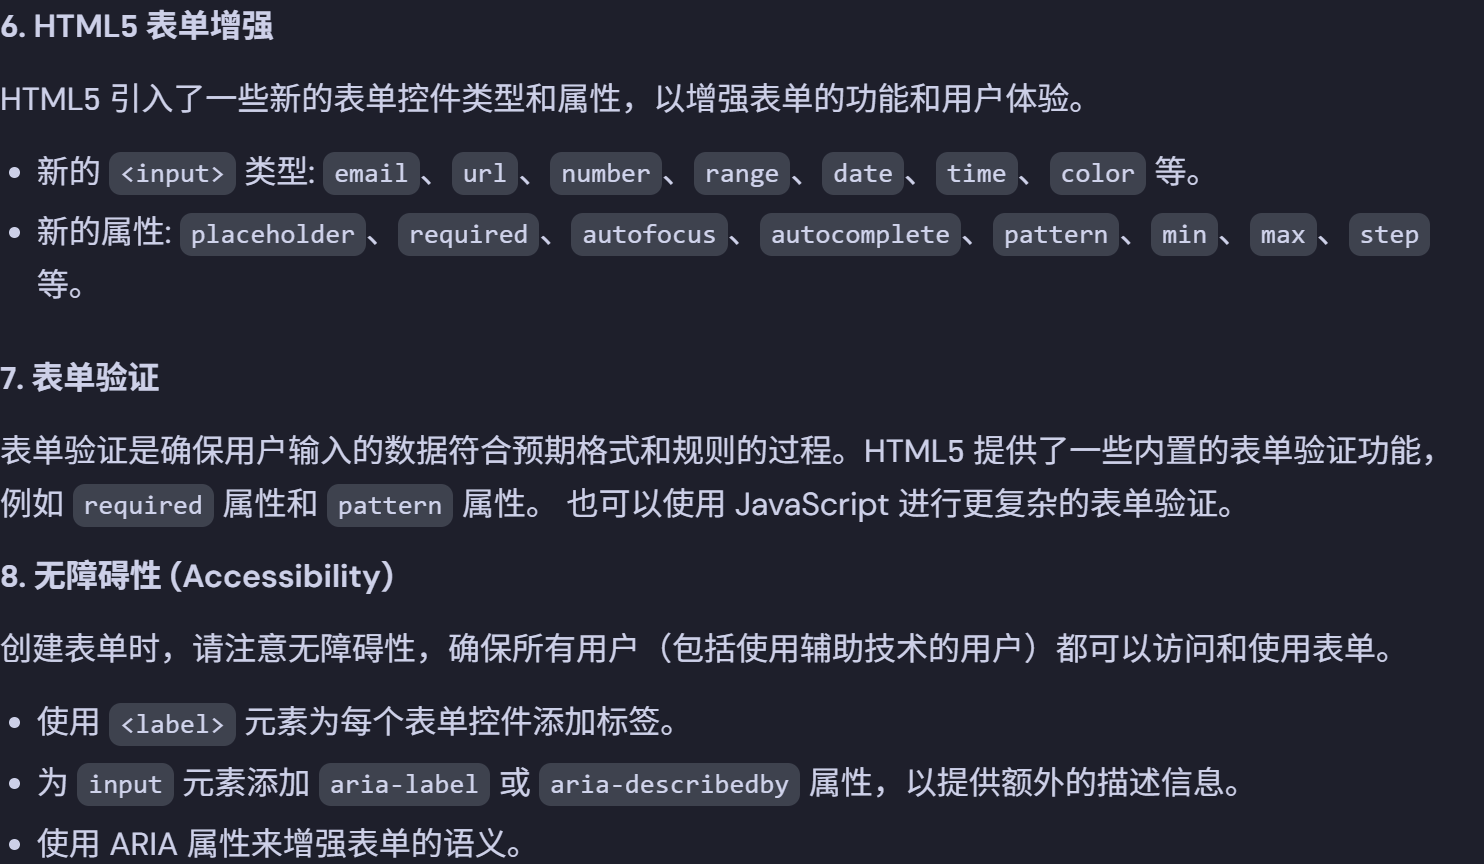 6. HTML5 表单增强
HTML5 引入了一些新的表单控件类型和属性，以增强表单的功能和用户体验。
• 新的 <input> 类型: email、url、number、range、date、time、color 等。
• 新的属性: placeholder、required、autofocus、autocomplete、pattern、min、max、step
等。
7. 表单验证
表单验证是确保用户输入的数据符合预期格式和规则的过程。HTML5 提供了一些内置的表单验证功能，
例如 required 属性和 pattern 属性。 也可以使用 JavaScript 进行更复杂的表单验证。
8. 无障碍性 (Accessibility)
创建表单时，请注意无障碍性，确保所有用户（包括使用辅助技术的用户）都可以访问和使用表单。
• 使用 <label> 元素为每个表单控件添加标签。
• 为 input 元素添加 aria-label 或 aria-describedby 属性，以提供额外的描述信息。
• 使用 ARIA 属性来增强表单的语义。